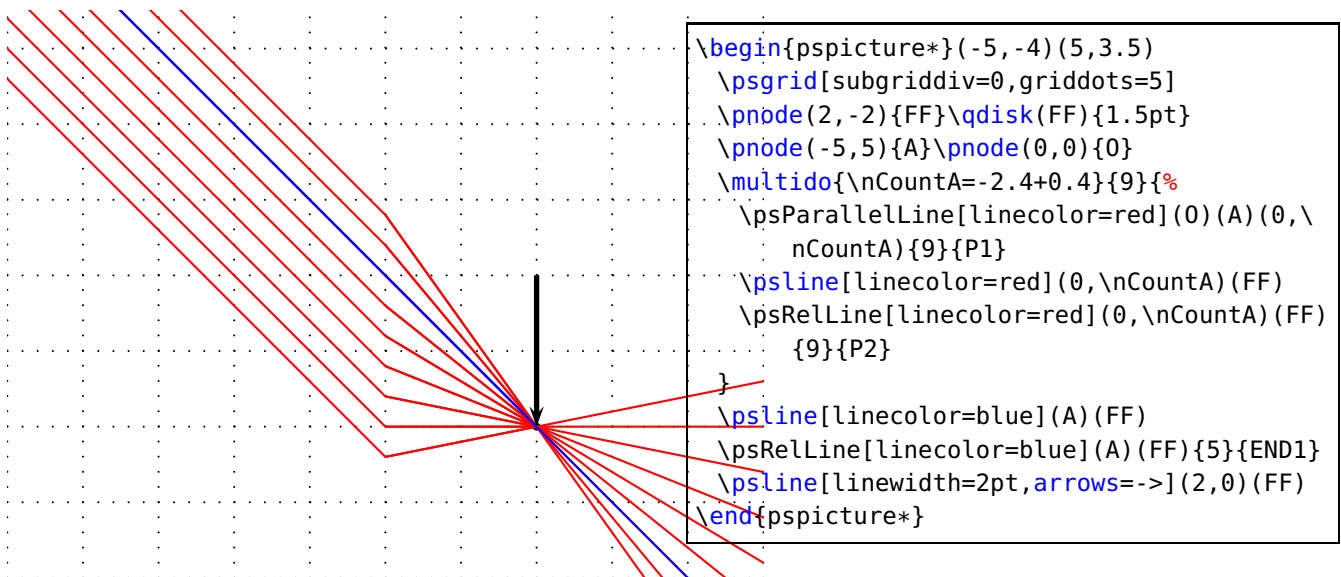 \begin{pspicture*}(-5,-4)(5,3.5)
\psgrid[subgriddiv=0,griddots=5]
\pnode(2,-2){FF}\qdisk(FF){1.5pt}
\pnode(-5,5){A}\pnode(0,0){O}
\multido{\nCountA=-2.4+0.4}{9}{%
\psParallelLine[linecolor=red](O)(A)(0,\
nCountA){9}{P1}
\psline[linecolor=red](0,\nCountA)(FF)
\psRelLine[linecolor=red](0,\nCountA)(FF)
{9}{P2}
}
\psline[linecolor=blue](A)(FF)
\psRelLine[linecolor=blue](A)(FF){5}{END1}
\psline[linewidth=2pt,arrows=->](2,0)(FF)
\end{pspicture*}